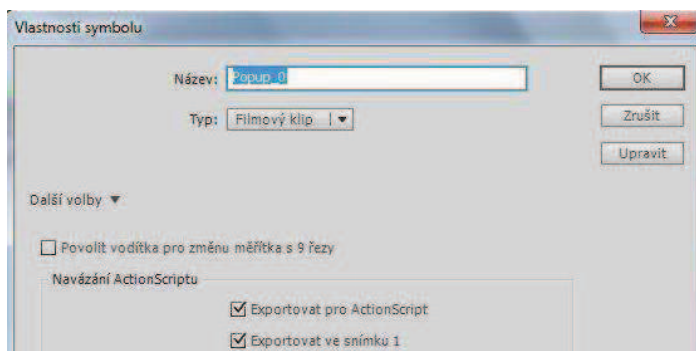 Vlastnosti symbolu
Název: Popup_0 OK
Typ: Filmový klip Zrušit
Upravit
Další volby
Povolit vodítka pro změnu měřítka s 9 řezy
Navázání ActionScriptu
Exportovat pro ActionScript
Exportovat ve snímku 1